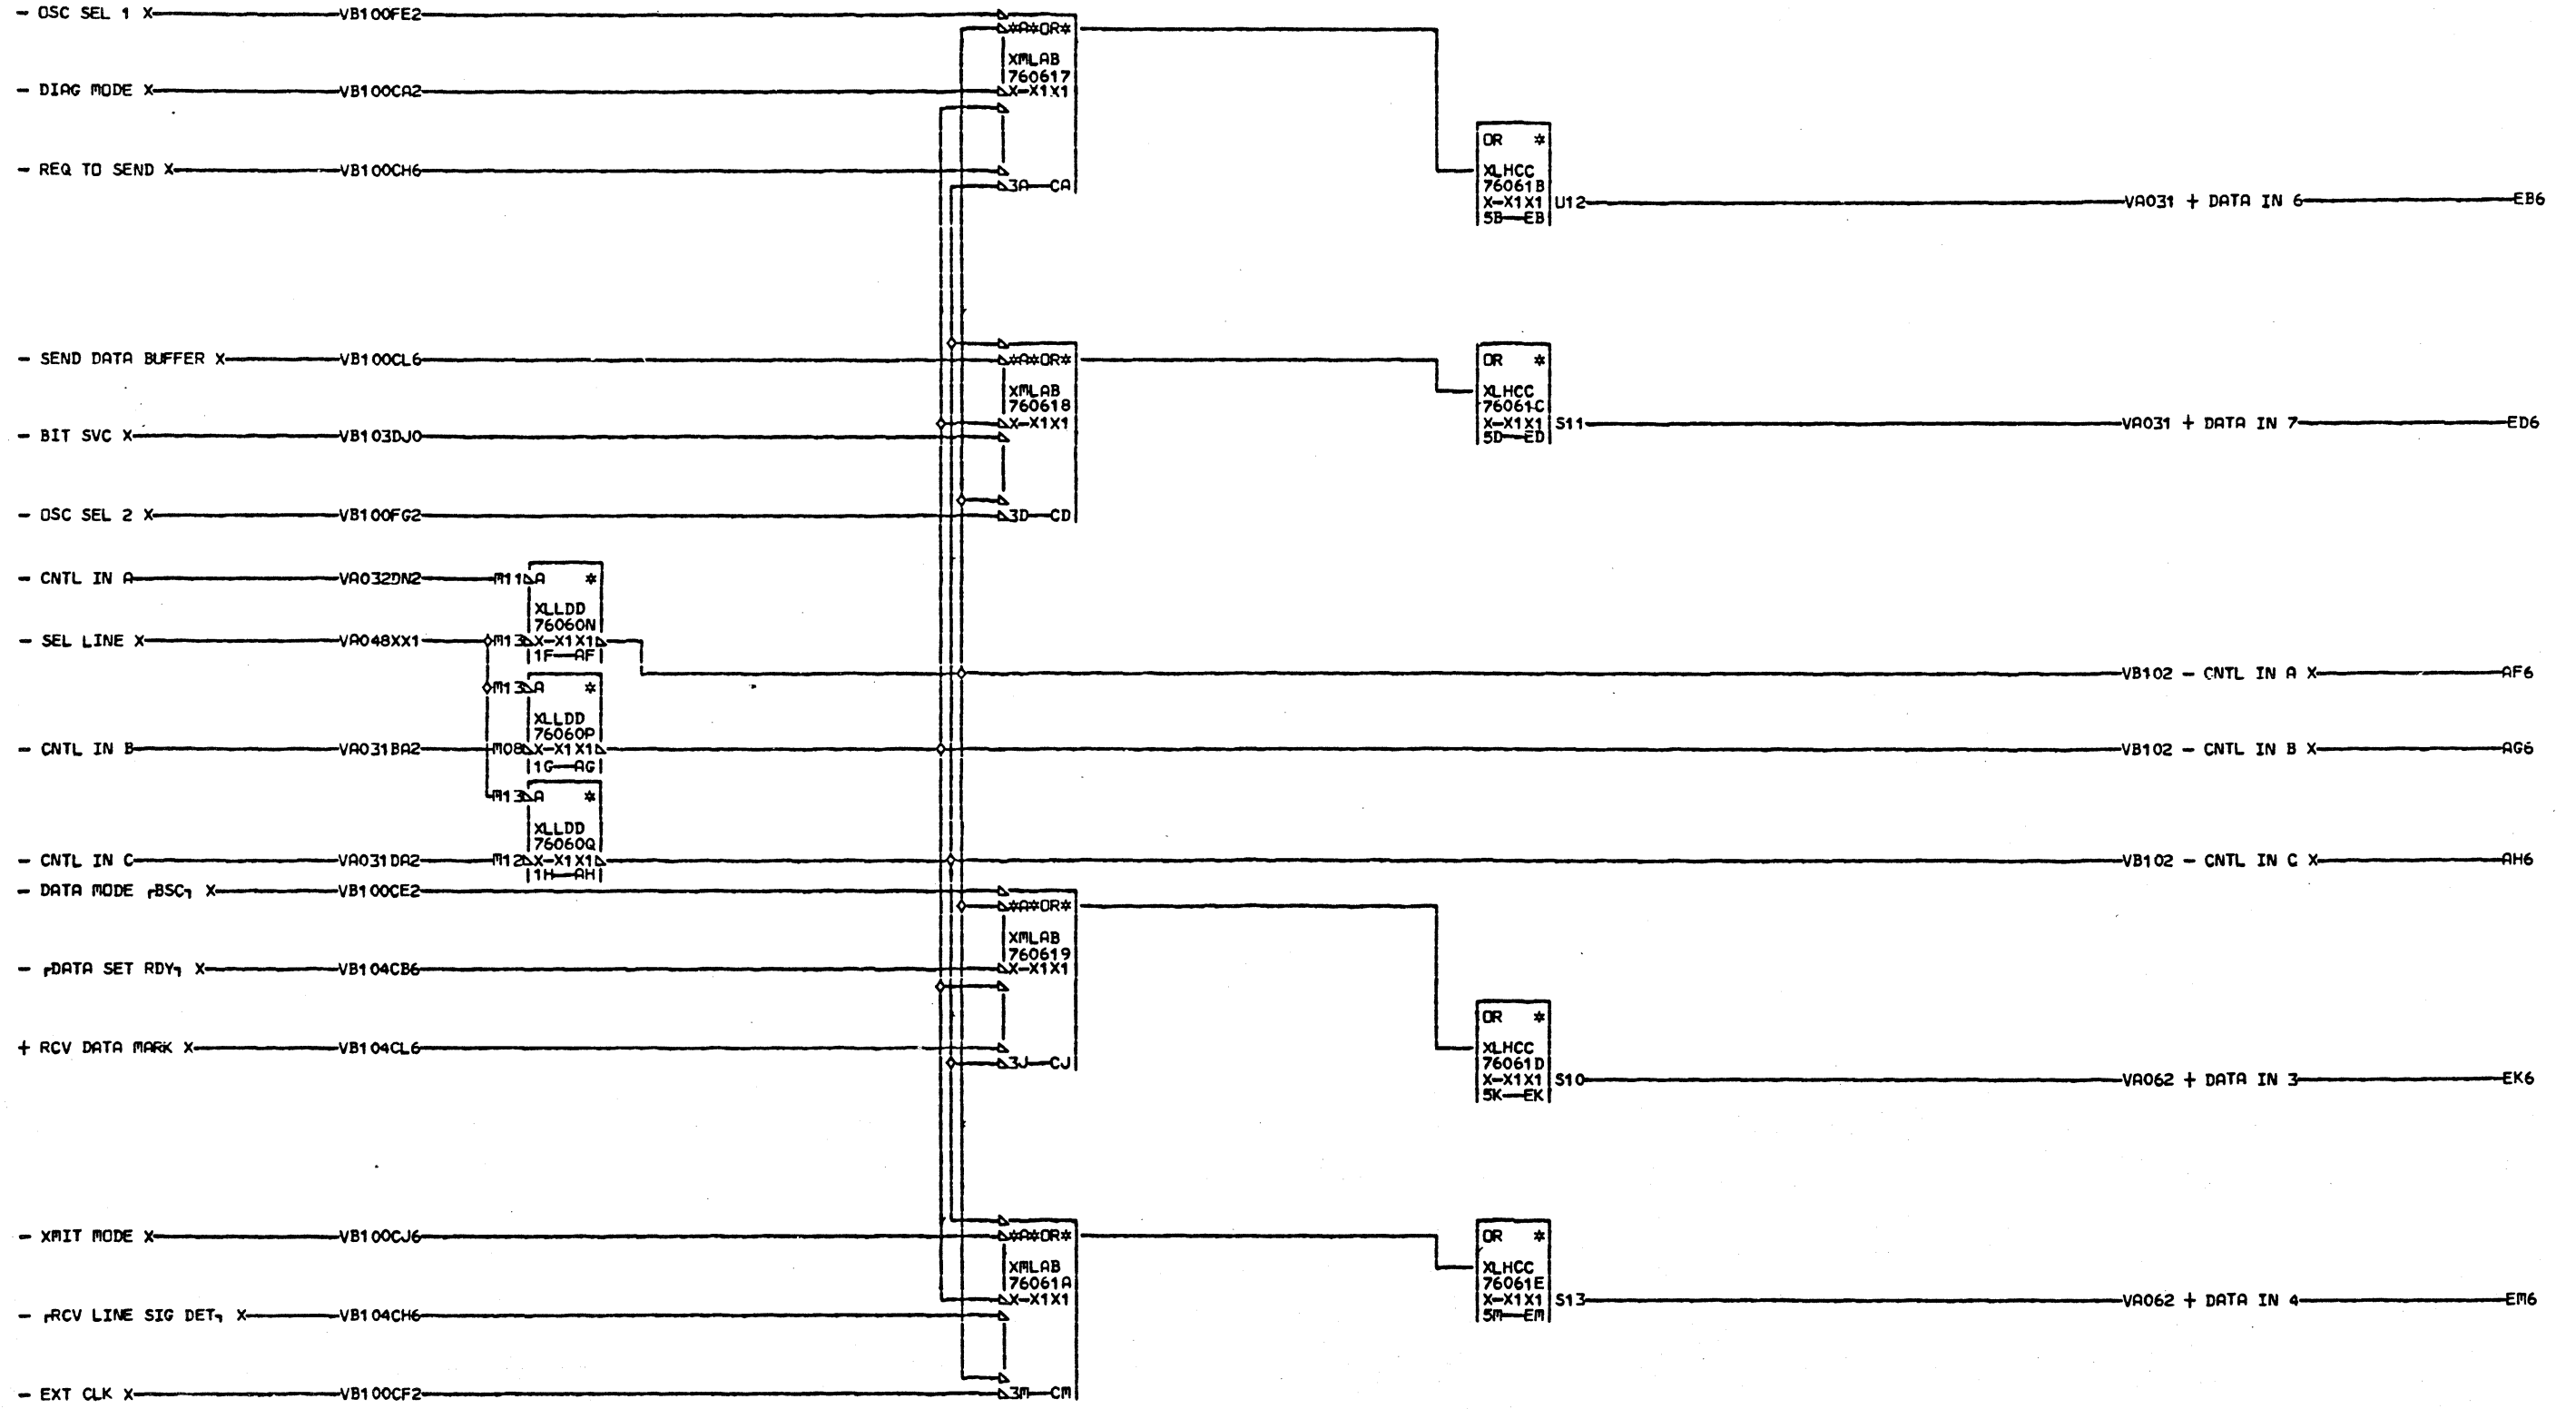 - OSC SEL 1 X VB100FE2
*A*OR*
XMLAB
760617
- DIAG MODE X VB100CA2 X-X1X1
- REQ TO SEND X VB100CH6
3A CA
OR *
XLHCC
76061B
X-X1X1 U12 VA031 + DATA IN 6 EB6
5B EB
- SEND DATA BUFFER X VB100CL6 *A*OR*
XMLAB
760618
X-X1X1
- BIT SVC X VB103DJ0
- OSC SEL 2 X VB100FG2 3D CD
OR *
XLHCC
76061C
X-X1X1 S11 VA031 + DATA IN 7 ED6
5D ED
- CNTL IN A VA032DN2 M11 A *
XLLDD
76060N
- SEL LINE X VA048XX1 M13 X-X1X1
1F AF
VB102 - CNTL IN A X AF6
M13 A *
XLLDD
76060P
- CNTL IN B VA031BA2 M08 X-X1X1 VB102 - CNTL IN B X AG6
1G AG
M13 A *
XLLDD
76060Q
- CNTL IN C VA031DA2 M12 X-X1X1 VB102 - CNTL IN C X AH6
1H AH
- DATA MODE ┌BSC┐ X VB100CE2
*A*OR*
XMLAB
760619
- ┌DATA SET RDY┐ X VB104CB6 X-X1X1
+ RCV DATA MARK X VB104CL6
3J CJ
OR *
XLHCC
76061D
X-X1X1 S10 VA062 + DATA IN 3 EK6
5K EK
- XMIT MODE X VB100CJ6 *A*OR*
XMLAB
76061A
X-X1X1
- ┌RCV LINE SIG DET┐ X VB104CH6
- EXT CLK X VB100CF2 3M CM
OR *
XLHCC
76061E
X-X1X1 S13 VA062 + DATA IN 4 EM6
5M EM